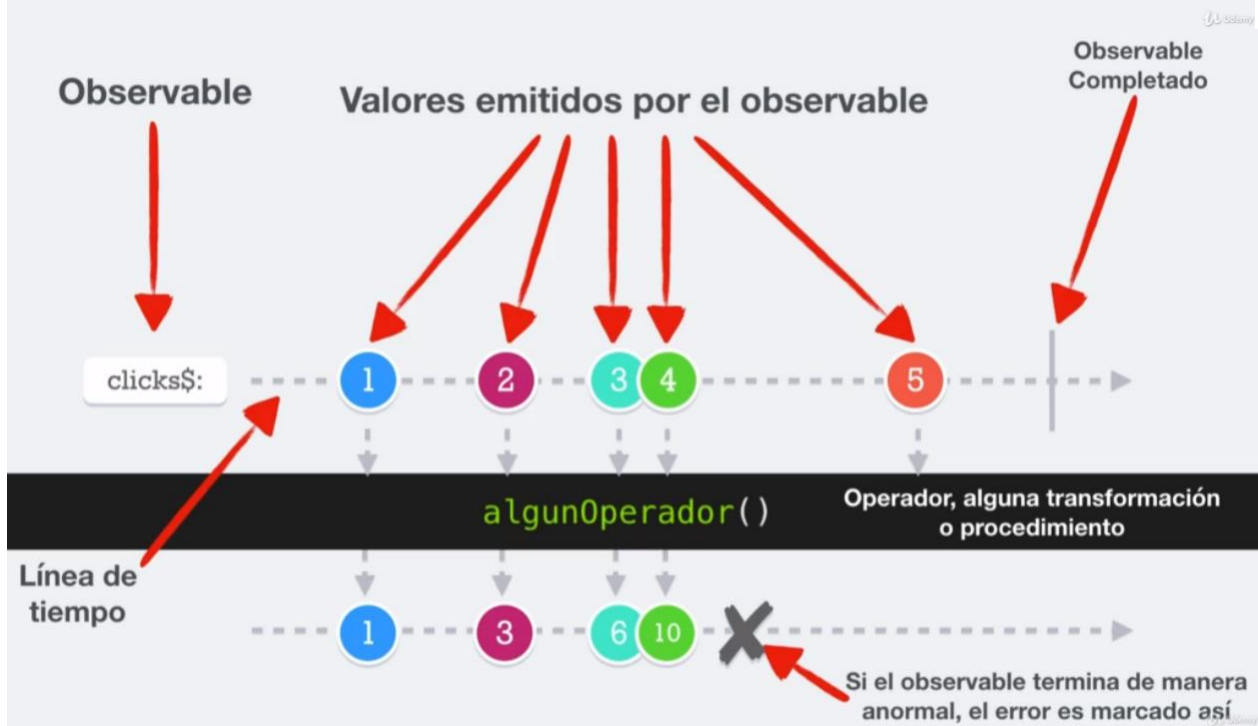 Udemy
Observable
Valores emitidos por el observable
Observable
Completado
clicks$:
1
2
3
4
5
algunOperador()
Operador, alguna transformación
o procedimiento
Línea de
tiempo
1
3
6
10
Si el observable termina de manera
anormal, el error es marcado así
Udemy